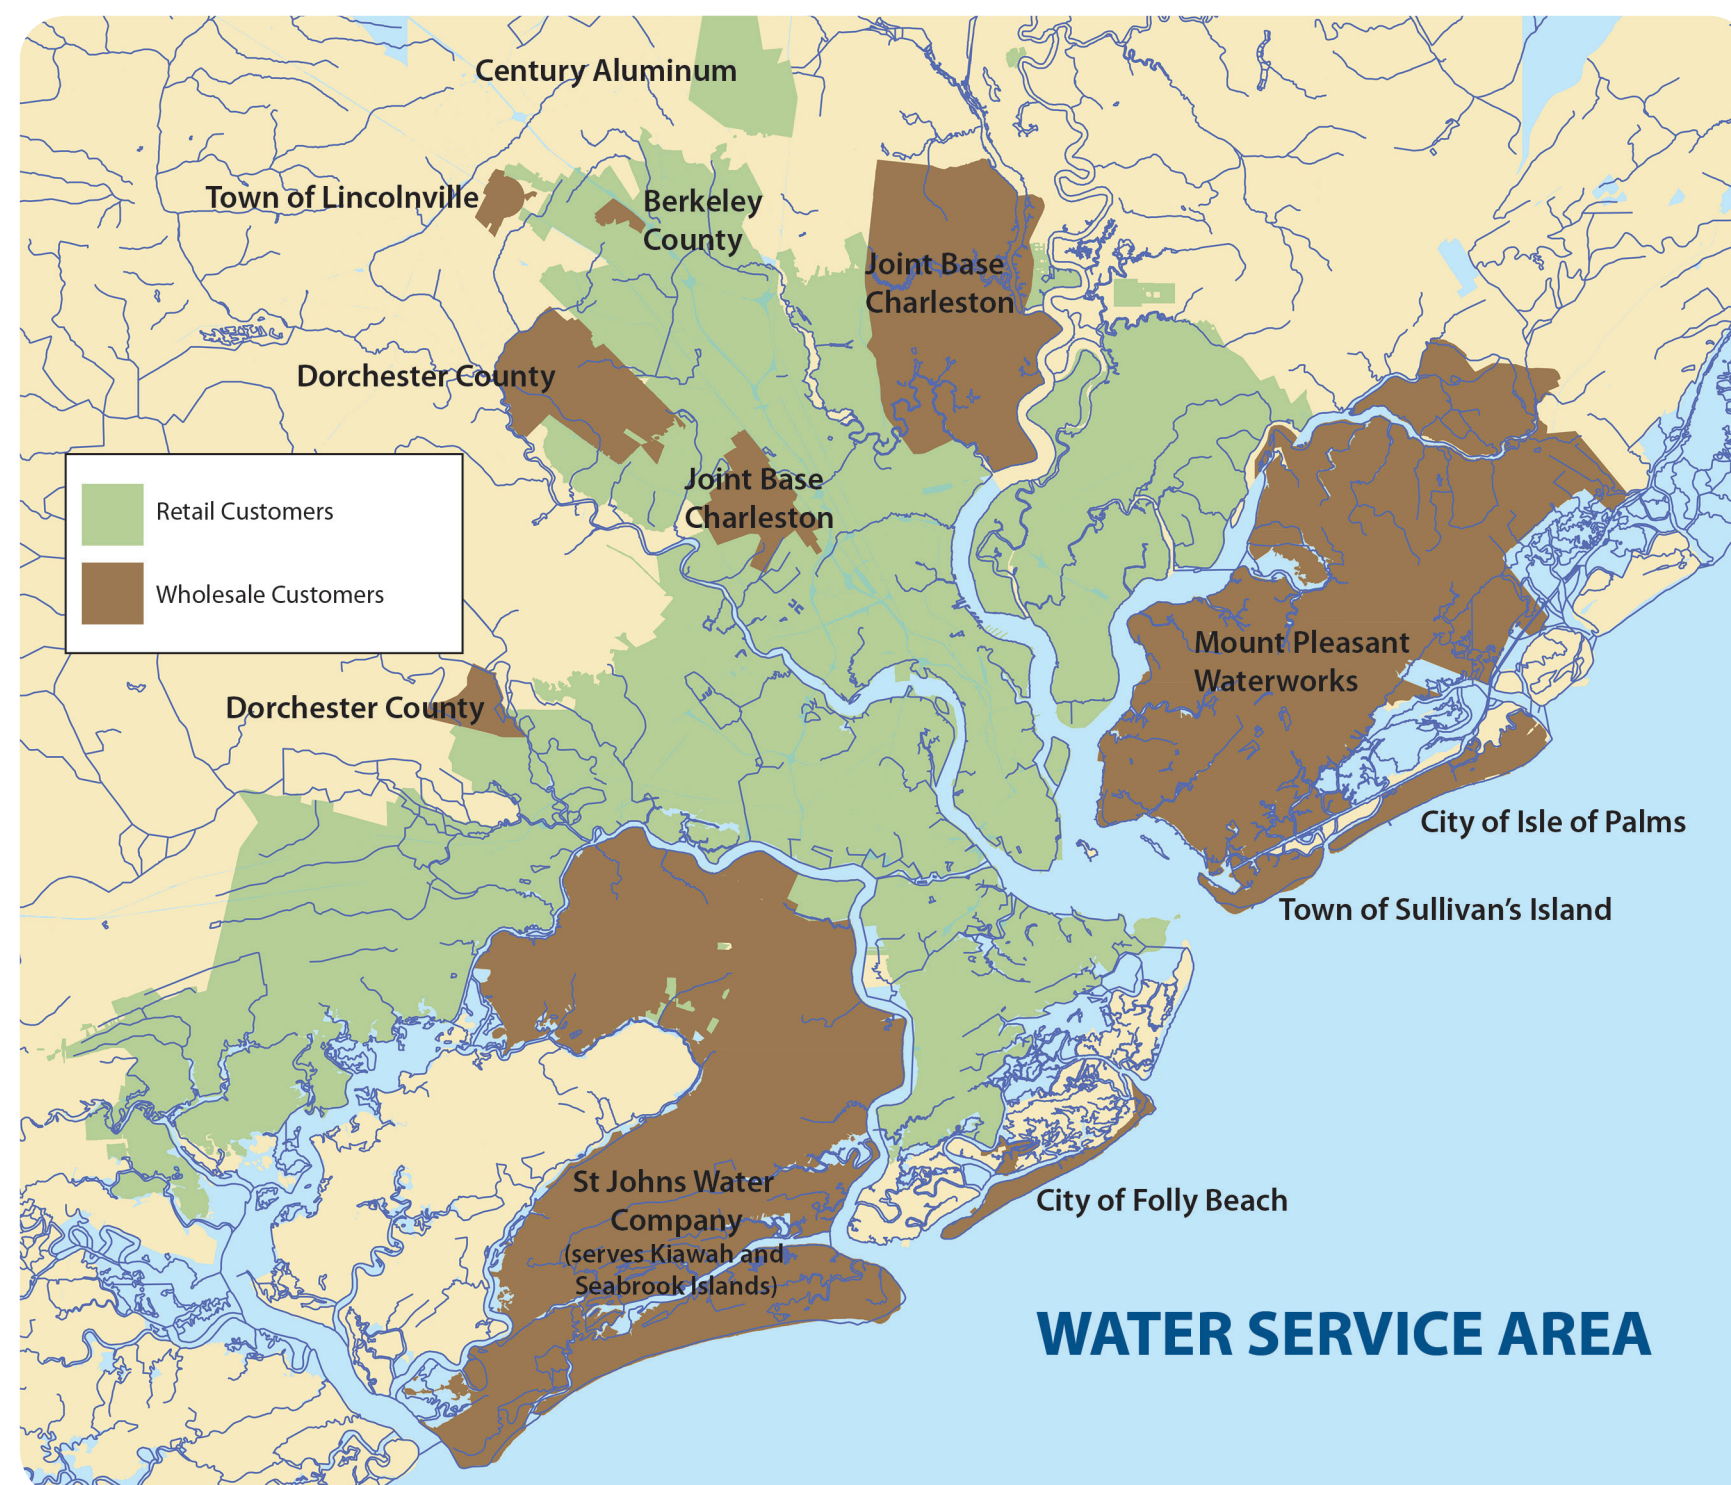 Century Aluminum
Town of Lincolnville
Berkeley
County
Joint Base
Charleston
Dorchester County
Joint Base
Charleston
Retail Customers
Wholesale Customers
Mount Pleasant
Waterworks
Dorchester County
City of Isle of Palms
Town of Sullivan’s Island
St Johns Water
Company
(serves Kiawah and
Seabrook Islands)
City of Folly Beach
WATER SERVICE AREA